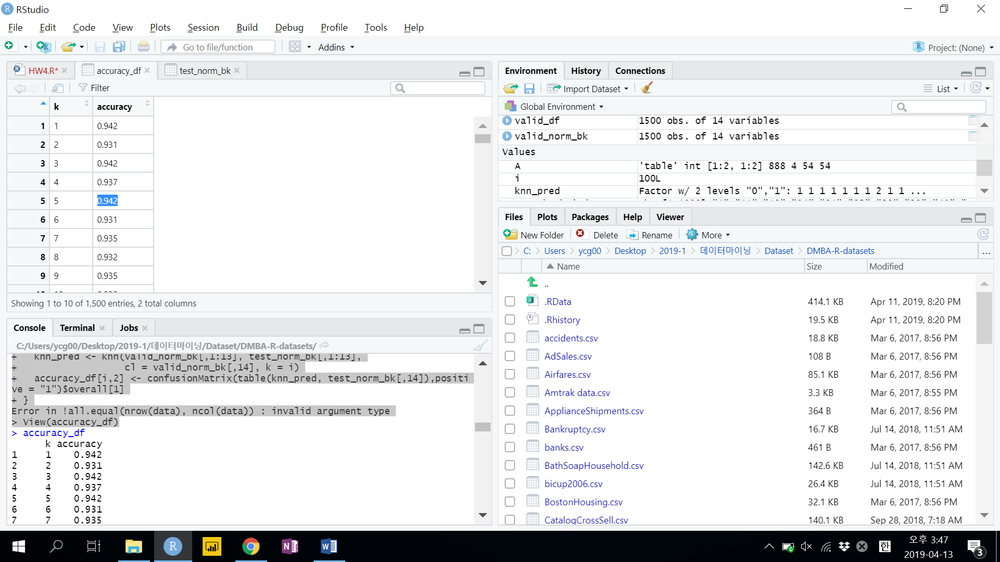 RStudio
File Edit Code View Plots Session Build Debug Profile Tools Help
Go to file/function Addins Project: (None)
HW4.R* accuracy_df test_norm_bk
Filter
k accuracy
1 1 0.942
2 2 0.931
3 3 0.942
4 4 0.937
5 5 0.942
6 6 0.931
7 7 0.935
8 8 0.932
9 9 0.935
Showing 1 to 10 of 1,500 entries, 2 total columns
Console Terminal Jobs
C:/Users/ycg00/Desktop/2019-1/데이터마이닝/Dataset/DMBA-R-datasets/
+ knn_pred <- knn(valid_norm_bk[,1:13], test_norm_bk[,1:13],
+ cl = valid_norm_bk[,14], k = i)
+ accuracy_df[i,2] <- confusionMatrix(table(knn_pred, test_norm_bk[,14]),positi
ve = "1")$overall[1]
+ }
Error in !all.equal(nrow(data), ncol(data)) : invalid argument type
> View(accuracy_df)
> accuracy_df
k accuracy
1 1 0.942
2 2 0.931
3 3 0.942
4 4 0.937
5 5 0.942
6 6 0.931
7 7 0.935
Environment History Connections
Import Dataset List
Global Environment
valid_df 1500 obs. of 14 variables
valid_norm_bk 1500 obs. of 14 variables
Values
A 'table' int [1:2, 1:2] 888 4 54 54
i 100L
knn_pred Factor w/ 2 levels "0","1": 1 1 1 1 1 1 1 2 1 1 ...
Files Plots Packages Help Viewer
New Folder Delete Rename More
C: Users ycg00 Desktop 2019-1 데이터마이닝 Dataset DMBA-R-datasets ...
Name Size Modified
..
.RData 414.1 KB Apr 11, 2019, 8:20 PM
.Rhistory 19.5 KB Apr 11, 2019, 8:20 PM
accidents.csv 18.8 KB Mar 6, 2017, 8:56 PM
AdSales.csv 108 B Mar 6, 2017, 8:56 PM
Airfares.csv 85.1 KB Mar 6, 2017, 8:56 PM
Amtrak data.csv 3.3 KB Mar 6, 2017, 8:55 PM
ApplianceShipments.csv 364 B Mar 6, 2017, 8:56 PM
Bankruptcy.csv 16.7 KB Jul 14, 2018, 11:51 AM
banks.csv 461 B Mar 6, 2017, 8:56 PM
BathSoapHousehold.csv 142.6 KB Jul 14, 2018, 11:51 AM
bicup2006.csv 26.4 KB Jul 14, 2018, 11:51 AM
BostonHousing.csv 32.1 KB Mar 6, 2017, 8:56 PM
CatalogCrossSell.csv 140.1 KB Sep 28, 2018, 7:18 AM
한
오후 3:47
2019-04-13
3